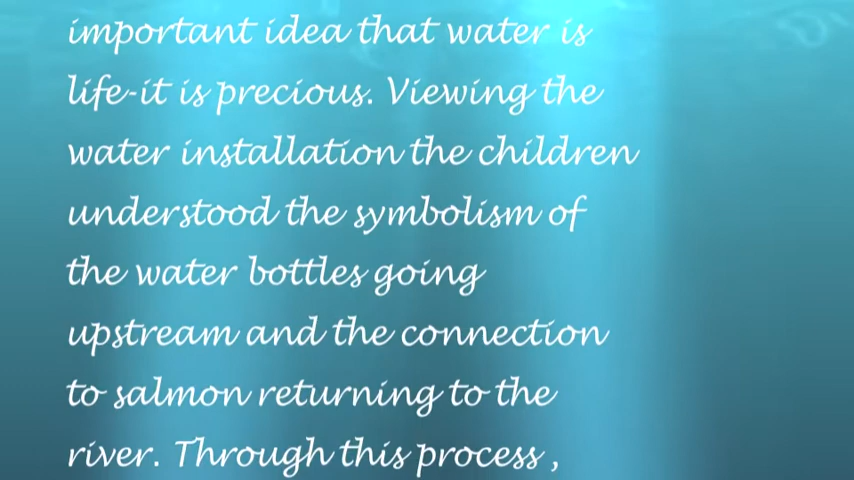 important idea that water is
life-it is precious. Viewing the
water installation the children
understood the symbolism of
the water bottles going
upstream and the connection
to salmon returning to the
river. Through this process ,